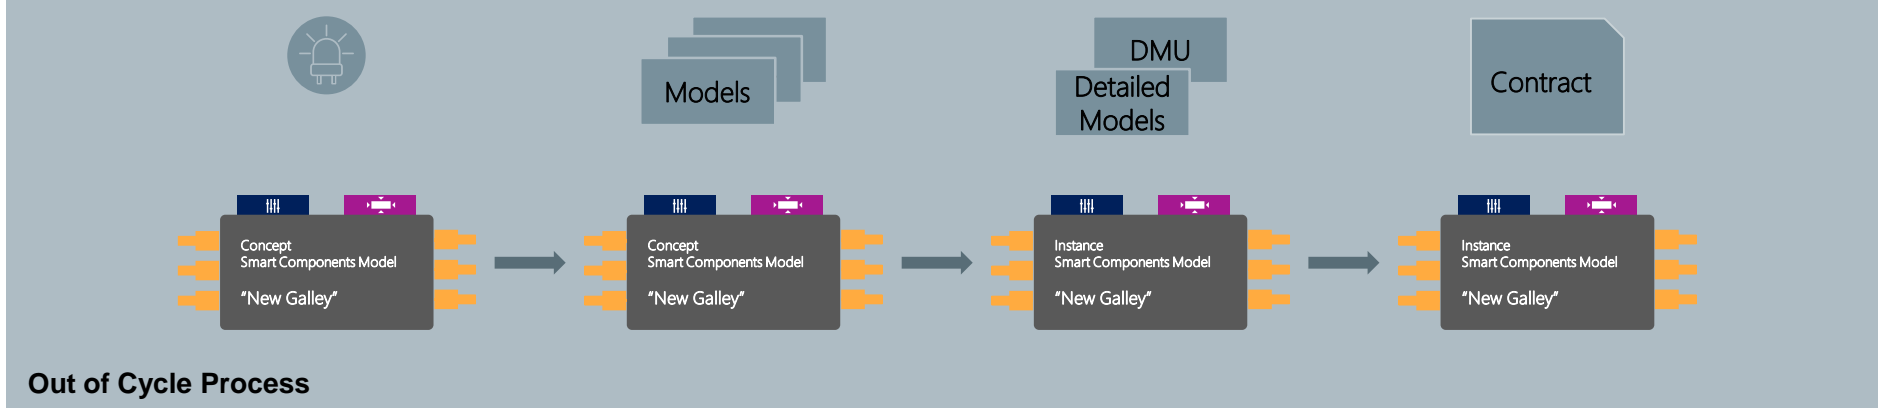 Models
DMU
Detailed
Models
Contract
Concept
Smart Components Model
"New Galley"
Concept
Smart Components Model
"New Galley"
Instance
Smart Components Model
"New Galley"
Instance
Smart Components Model
"New Galley"
Out of Cycle Process